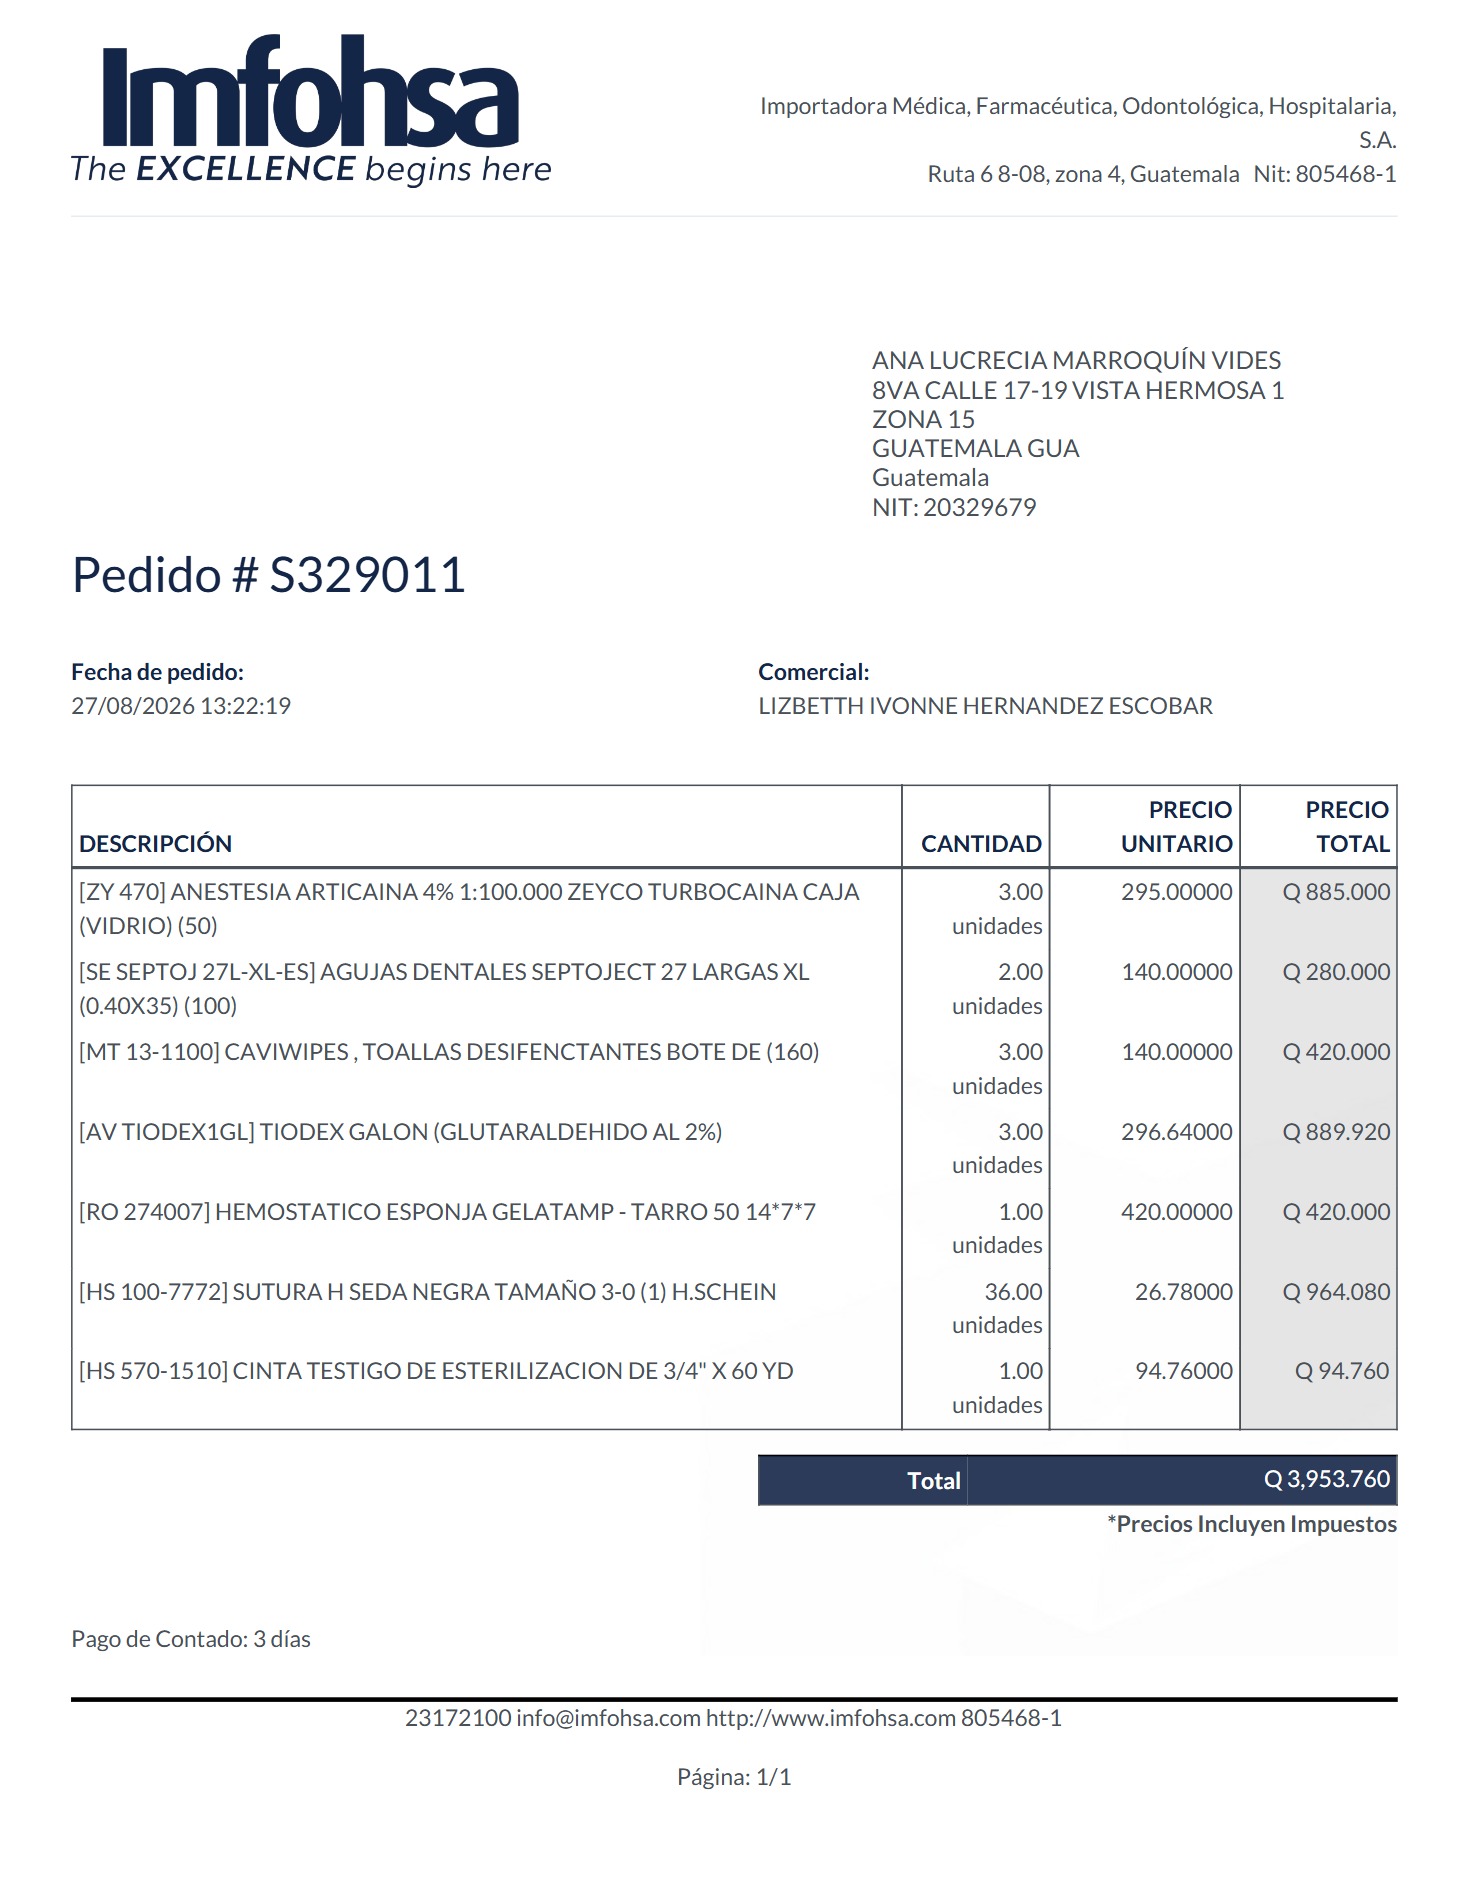 Imfohsa
The EXCELLENCE begins here
Importadora Médica, Farmacéutica, Odontológica, Hospitalaria,
S.A.
Ruta 6 8-08, zona 4, Guatemala Nit: 805468-1
ANA LUCRECIA MARROQUÍN VIDES
8VA CALLE 17-19 VISTA HERMOSA 1
ZONA 15
GUATEMALA GUA
Guatemala
NIT: 20329679
Pedido # S329011
Fecha de pedido: Comercial:
27/08/2026 13:22:19 LIZBETTH IVONNE HERNANDEZ ESCOBAR
PRECIO PRECIO
DESCRIPCIÓN CANTIDAD UNITARIO TOTAL
[ZY 470] ANESTESIA ARTICAINA 4% 1:100.000 ZEYCO TURBOCAINA CAJA 3.00 295.00000 Q 885.000
(VIDRIO) (50) unidades
[SE SEPTOJ 27L-XL-ES] AGUJAS DENTALES SEPTOJECT 27 LARGAS XL 2.00 140.00000 Q 280.000
(0.40X35) (100) unidades
[MT 13-1100] CAVIWIPES , TOALLAS DESIFENCTANTES BOTE DE (160) 3.00 140.00000 Q 420.000
unidades
[AV TIODEX1GL] TIODEX GALON (GLUTARALDEHIDO AL 2%) 3.00 296.64000 Q 889.920
unidades
[RO 274007] HEMOSTATICO ESPONJA GELATAMP - TARRO 50 14*7*7 1.00 420.00000 Q 420.000
unidades
[HS 100-7772] SUTURA H SEDA NEGRA TAMAÑO 3-0 (1) H.SCHEIN 36.00 26.78000 Q 964.080
unidades
[HS 570-1510] CINTA TESTIGO DE ESTERILIZACION DE 3/4" X 60 YD 1.00 94.76000 Q 94.760
unidades
Total Q 3,953.760
*Precios Incluyen Impuestos
Pago de Contado: 3 días
23172100 info@imfohsa.com http://www.imfohsa.com 805468-1
Página: 1/1